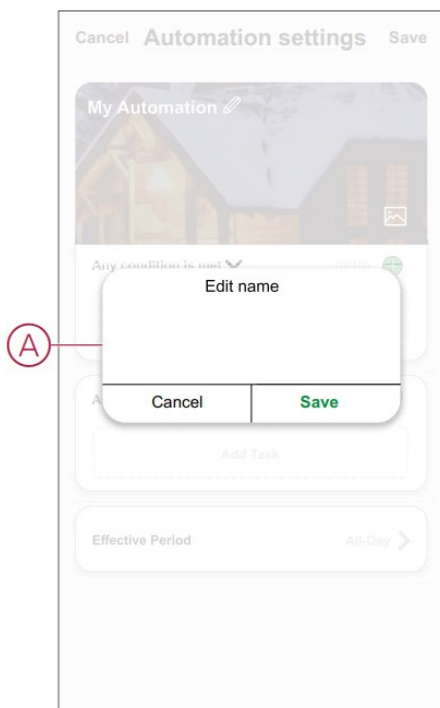 Cancel Automation settings Save
My Automation
Any condition is met
Edit name
A
A
Cancel Save
Add Task
Effective Period All-Day